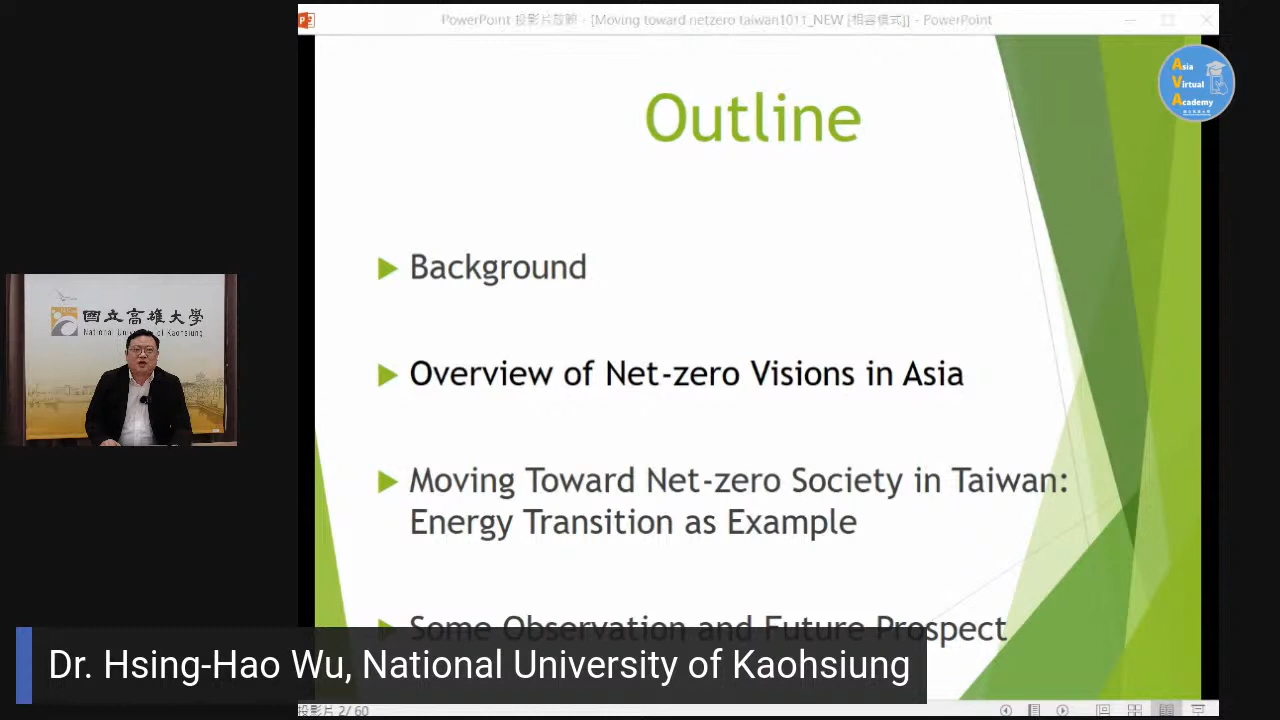 PowerPoint 投影片放映 - [Moving toward netzero taiwan1011_NEW [相容模式]] - PowerPoint
Asia
Virtual
Academy
Outline
Background
Overview of Net-zero Visions in Asia
Moving Toward Net-zero Society in Taiwan:
Energy Transition as Example
Some Observation and Future Prospect
國立高雄大學
National University of Kaohsiung
Dr. Hsing-Hao Wu, National University of Kaohsiung
投影片 2/60